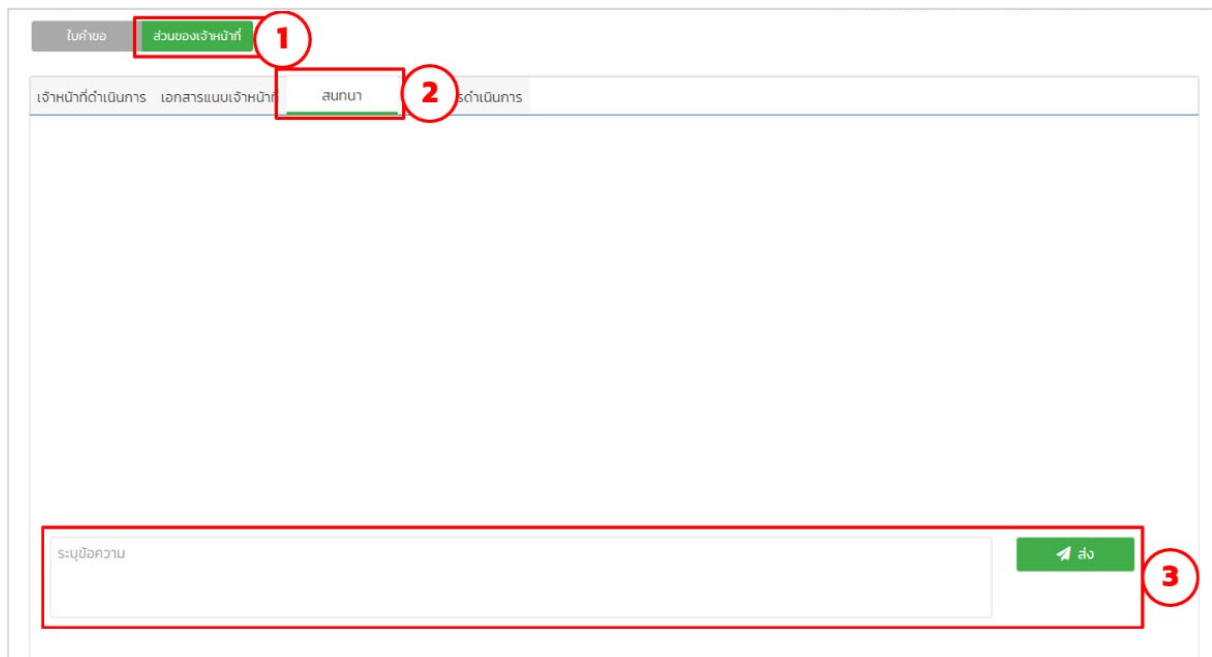 ใบคำขอ ส่วนของเจ้าหน้าที่ 1
เจ้าหน้าที่ดำเนินการ เอกสารแนบเจ้าหน้าที่ สนทนา 2 รดำเนินการ
ระบุข้อความ ส่ง
3